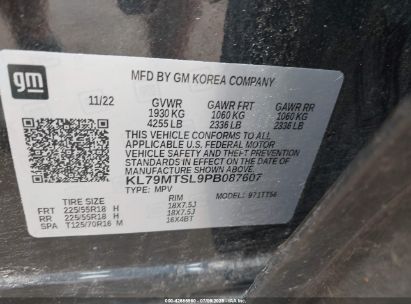 gm
MFD BY GM KOREA COMPANY
11/22 GVWR GAWR FRT GAWR RR
1930 KG 1060 KG 1060 KG
4255 LB 2336 LB 2336 LB
THIS VEHICLE CONFORMS TO ALL
APPLICABLE U.S. FEDERAL MOTOR
VEHICLE SAFETY AND THEFT PREVENTION
STANDARDS IN EFFECT ON THE DATE OF
MANUFACTURE SHOWN ABOVE.
KL79MTSL9PB087607
TYPE: MPV MODEL: 971TT56
TIRE SIZE RIM
FRT 225/55R18 H 18X7.5J
RR 225/55R18 H 18X7.5J
SPA T125/70R16 M 16X4BT